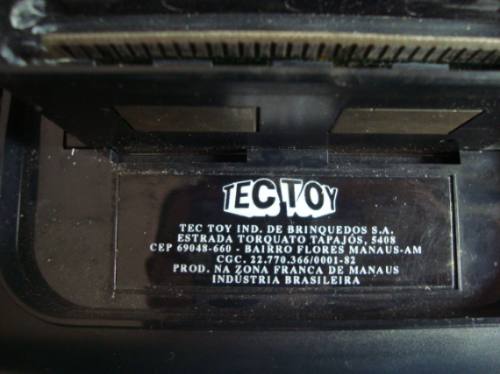 TEC TOY
TEC TOY IND. DE BRINQUEDOS S.A.
ESTRADA TORQUATO TAPAJÓS, 5408
CEP 69048-660 - BAIRRO FLORES MANAUS-AM
CGC. 22.770.366/0001-82
PROD. NA ZONA FRANCA DE MANAUS
INDÚSTRIA BRASILEIRA